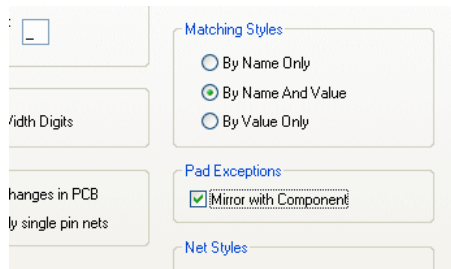 _
Matching Styles
By Name Only
By Name And Value
By Value Only
Width Digits
Pad Exceptions
Mirror with Component
hanges in PCB
ly single pin nets
Net Styles